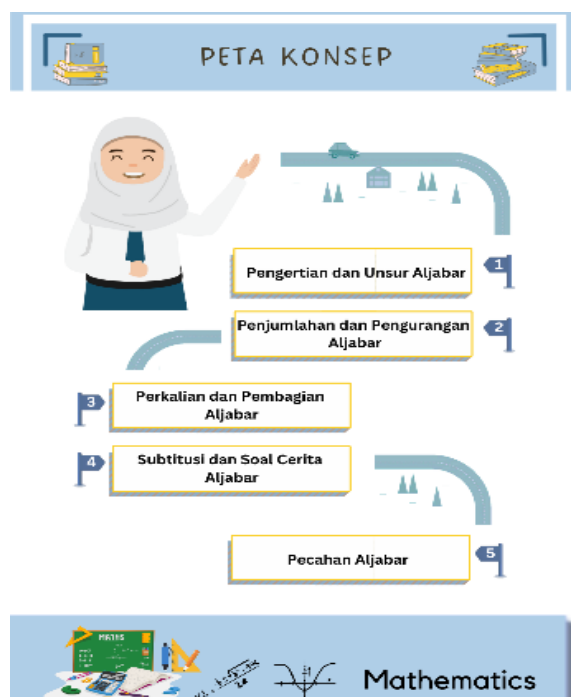 PETA KONSEP
Pengertian dan Unsur Aljabar
1
Penjumlahan dan Pengurangan
Aljabar
2
3
Perkalian dan Pembagian
Aljabar
4
Subtitusi dan Soal Cerita
Aljabar
Pecahan Aljabar
5
MATHS
Mathematics